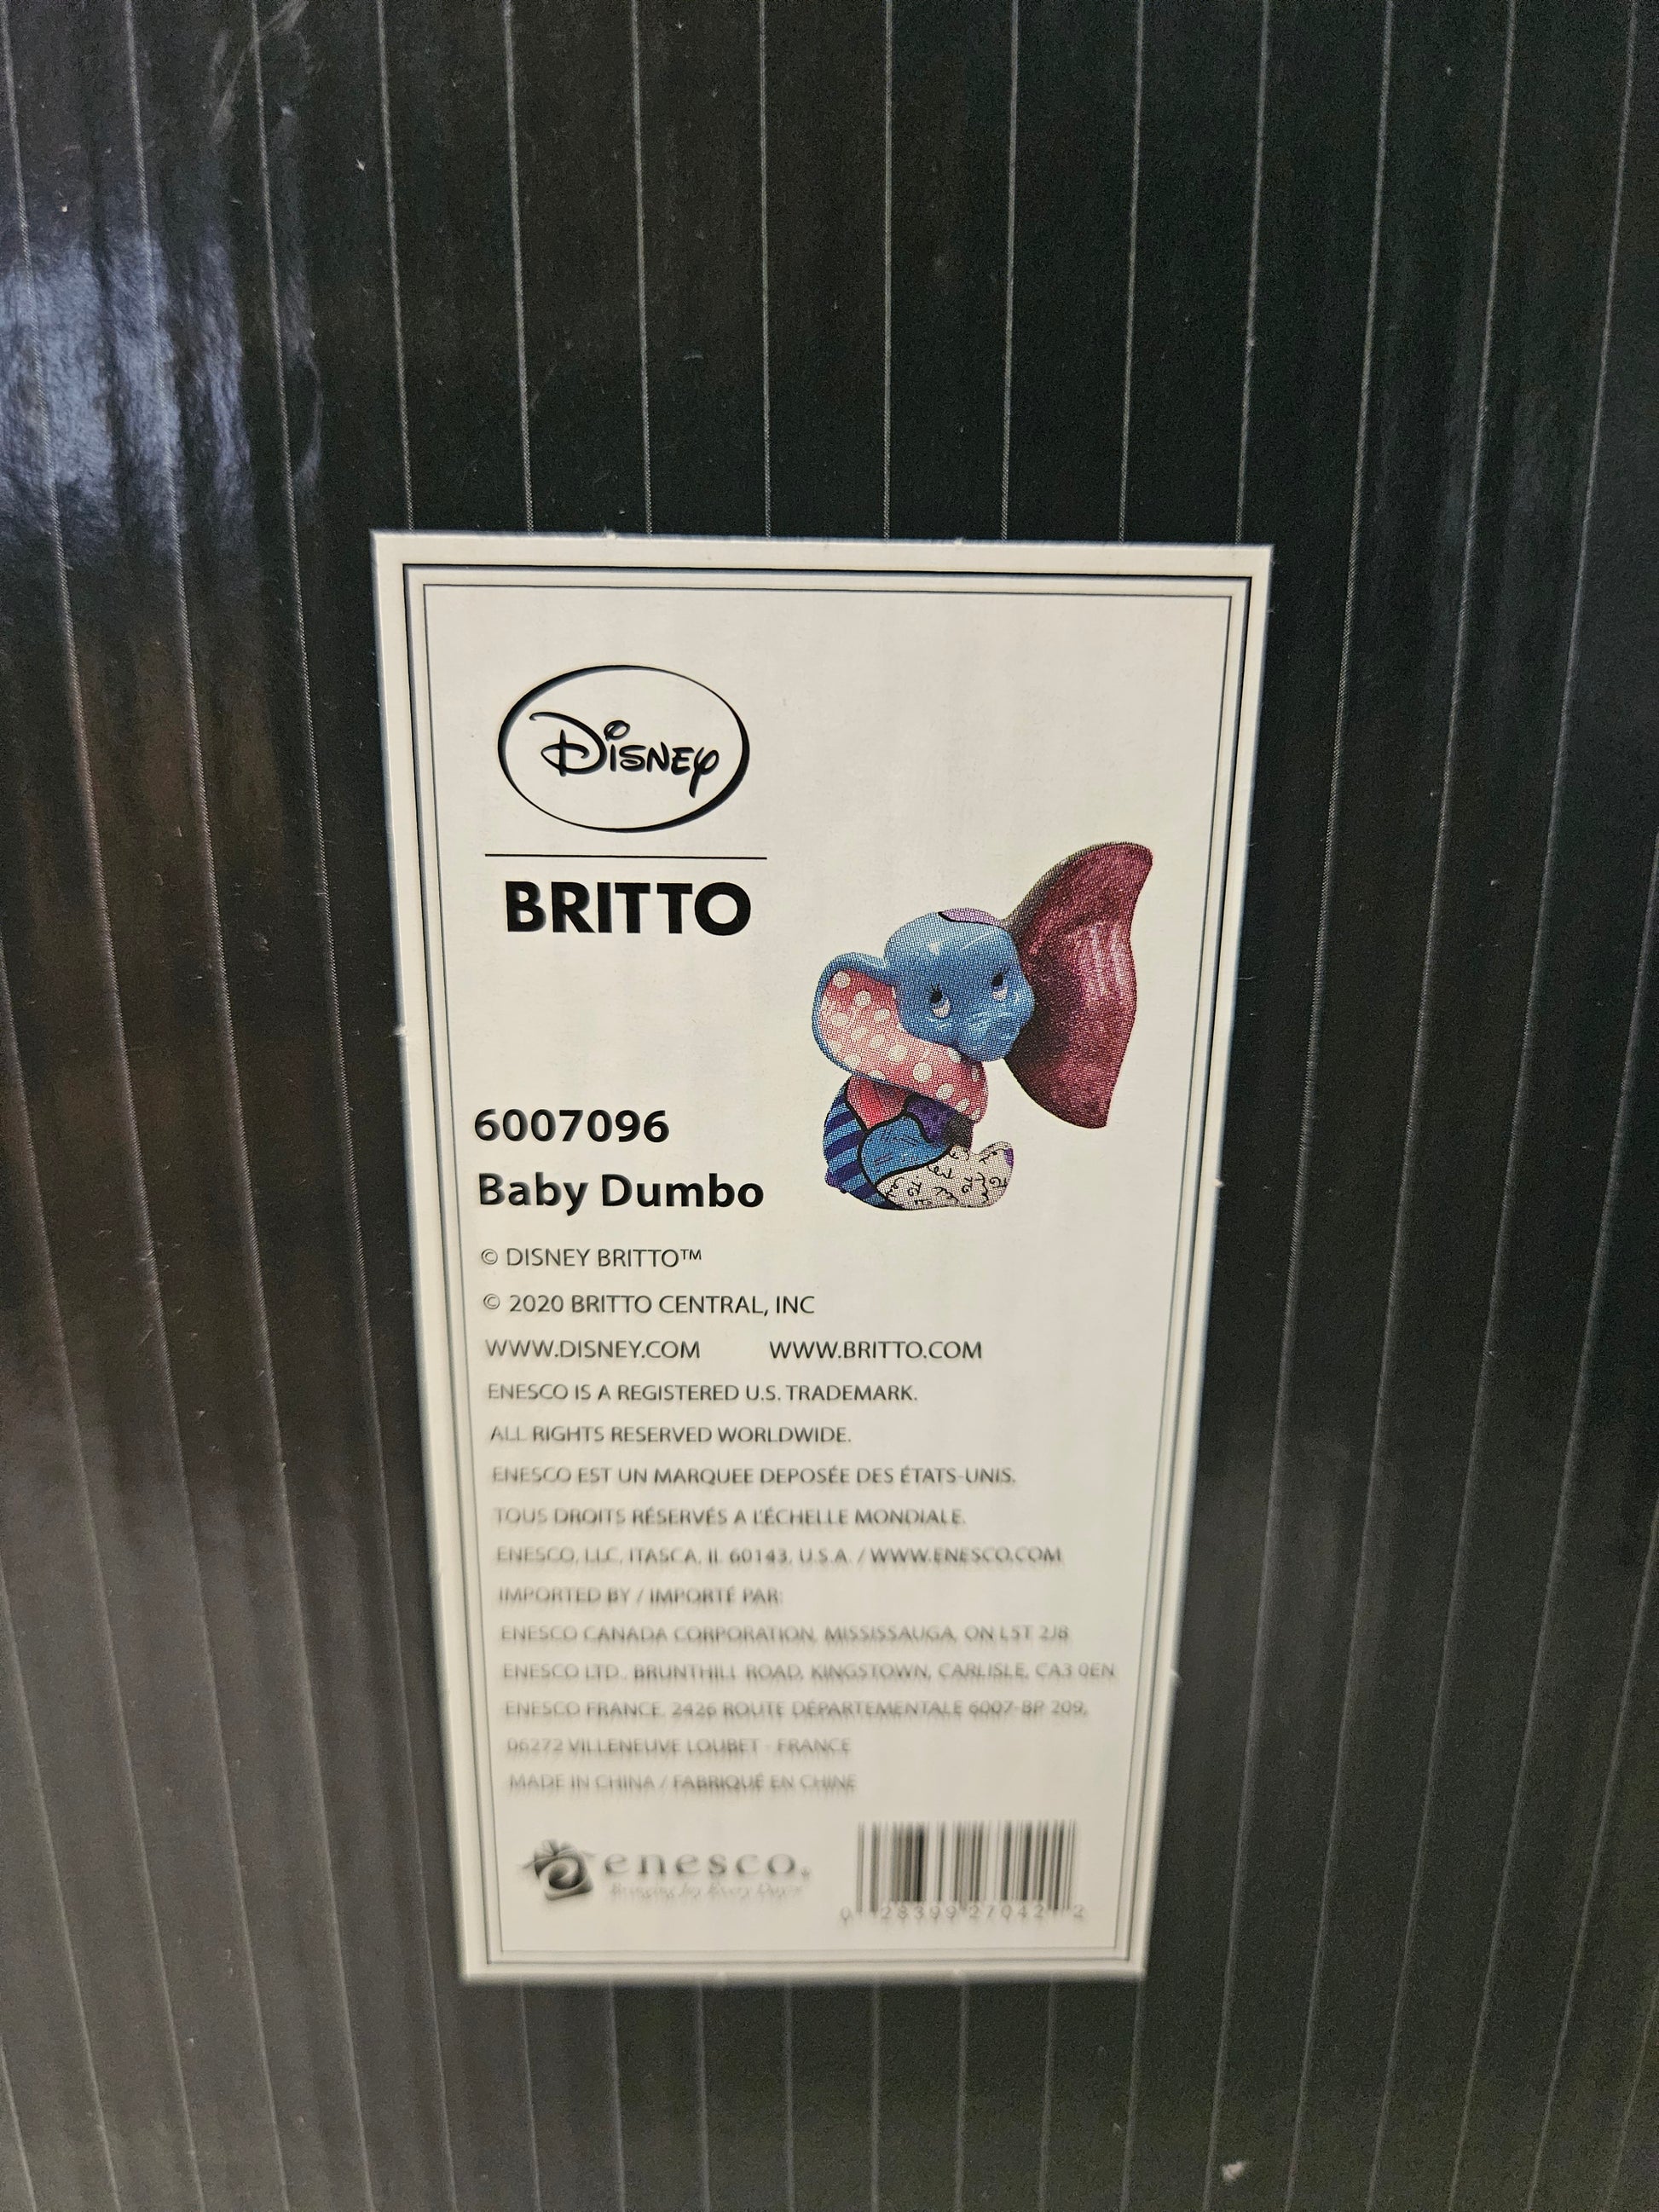 Disney
BRITTO
6007096
Baby Dumbo
© DISNEY BRITTO™
© 2020 BRITTO CENTRAL, INC
WWW.DISNEY.COM WWW.BRITTO.COM
ENESCO IS A REGISTERED U.S. TRADEMARK.
ALL RIGHTS RESERVED WORLDWIDE.
ENESCO EST UN MARQUEE DEPOSÉE DES ÉTATS-UNIS.
TOUS DROITS RÉSERVÉS A L'ÉCHELLE MONDIALE.
ENESCO, LLC, ITASCA, IL 60143, U.S.A. / WWW.ENESCO.COM
IMPORTED BY / IMPORTÉ PAR:
ENESCO CANADA CORPORATION, MISSISSAUGA, ON L5T 2J8
ENESCO LTD., BRUNTHILL ROAD, KINGSTOWN, CARLISLE, CA3 0EN
ENESCO FRANCE, 2426 ROUTE DÉPARTEMENTALE 6007-BP 209,
06272 VILLENEUVE LOUBET - FRANCE
MADE IN CHINA / FABRIQUÉ EN CHINE
enesco.
0 28399 27042 2